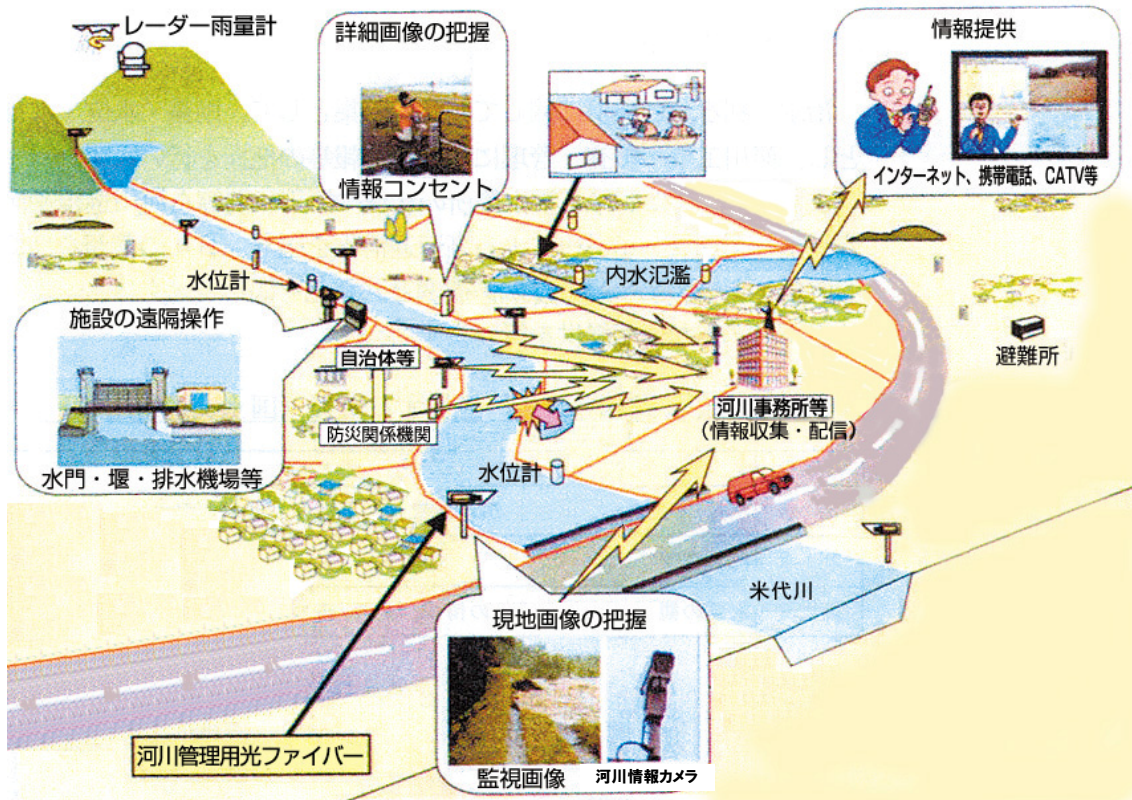 レーダー雨量計
詳細画像の把握
情報コンセント
情報提供
インターネット、携帯電話、CATV等
水位計
内水氾濫
施設の遠隔操作
水門・堰・排水機場等
自治体等
防災関係機関
避難所
河川事務所等
（情報収集・配信）
水位計
米代川
現地画像の把握
監視画像
河川情報カメラ
河川管理用光ファイバー